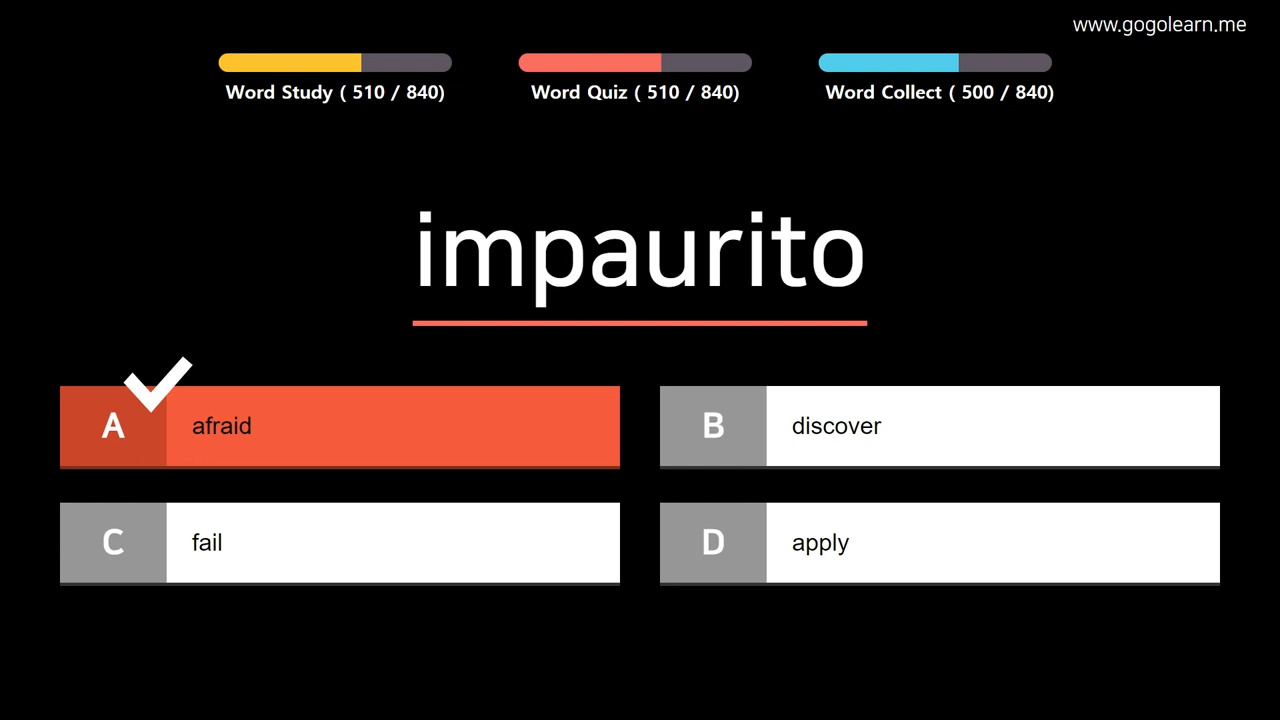 www.gogolearn.me
Word Study ( 510 / 840)
Word Quiz ( 510 / 840)
Word Collect ( 500 / 840)
impaurito
A afraid
B discover
C fail
D apply